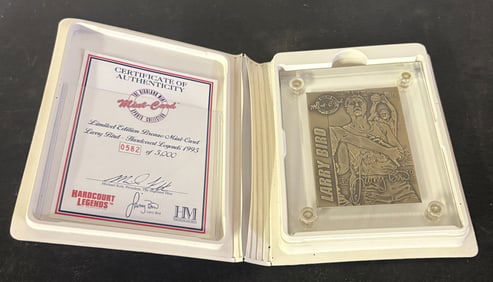 CERTIFICATE OF
AUTHENTICITY
THE HIGHLAND MINT
Mint-Card
Limited Edition Bronze Mint-Card
Larry Bird - Hardcourt Legends 1995
0582 of 5,000
HARDCOURT
LEGENDS
HM
LARRY BIRD